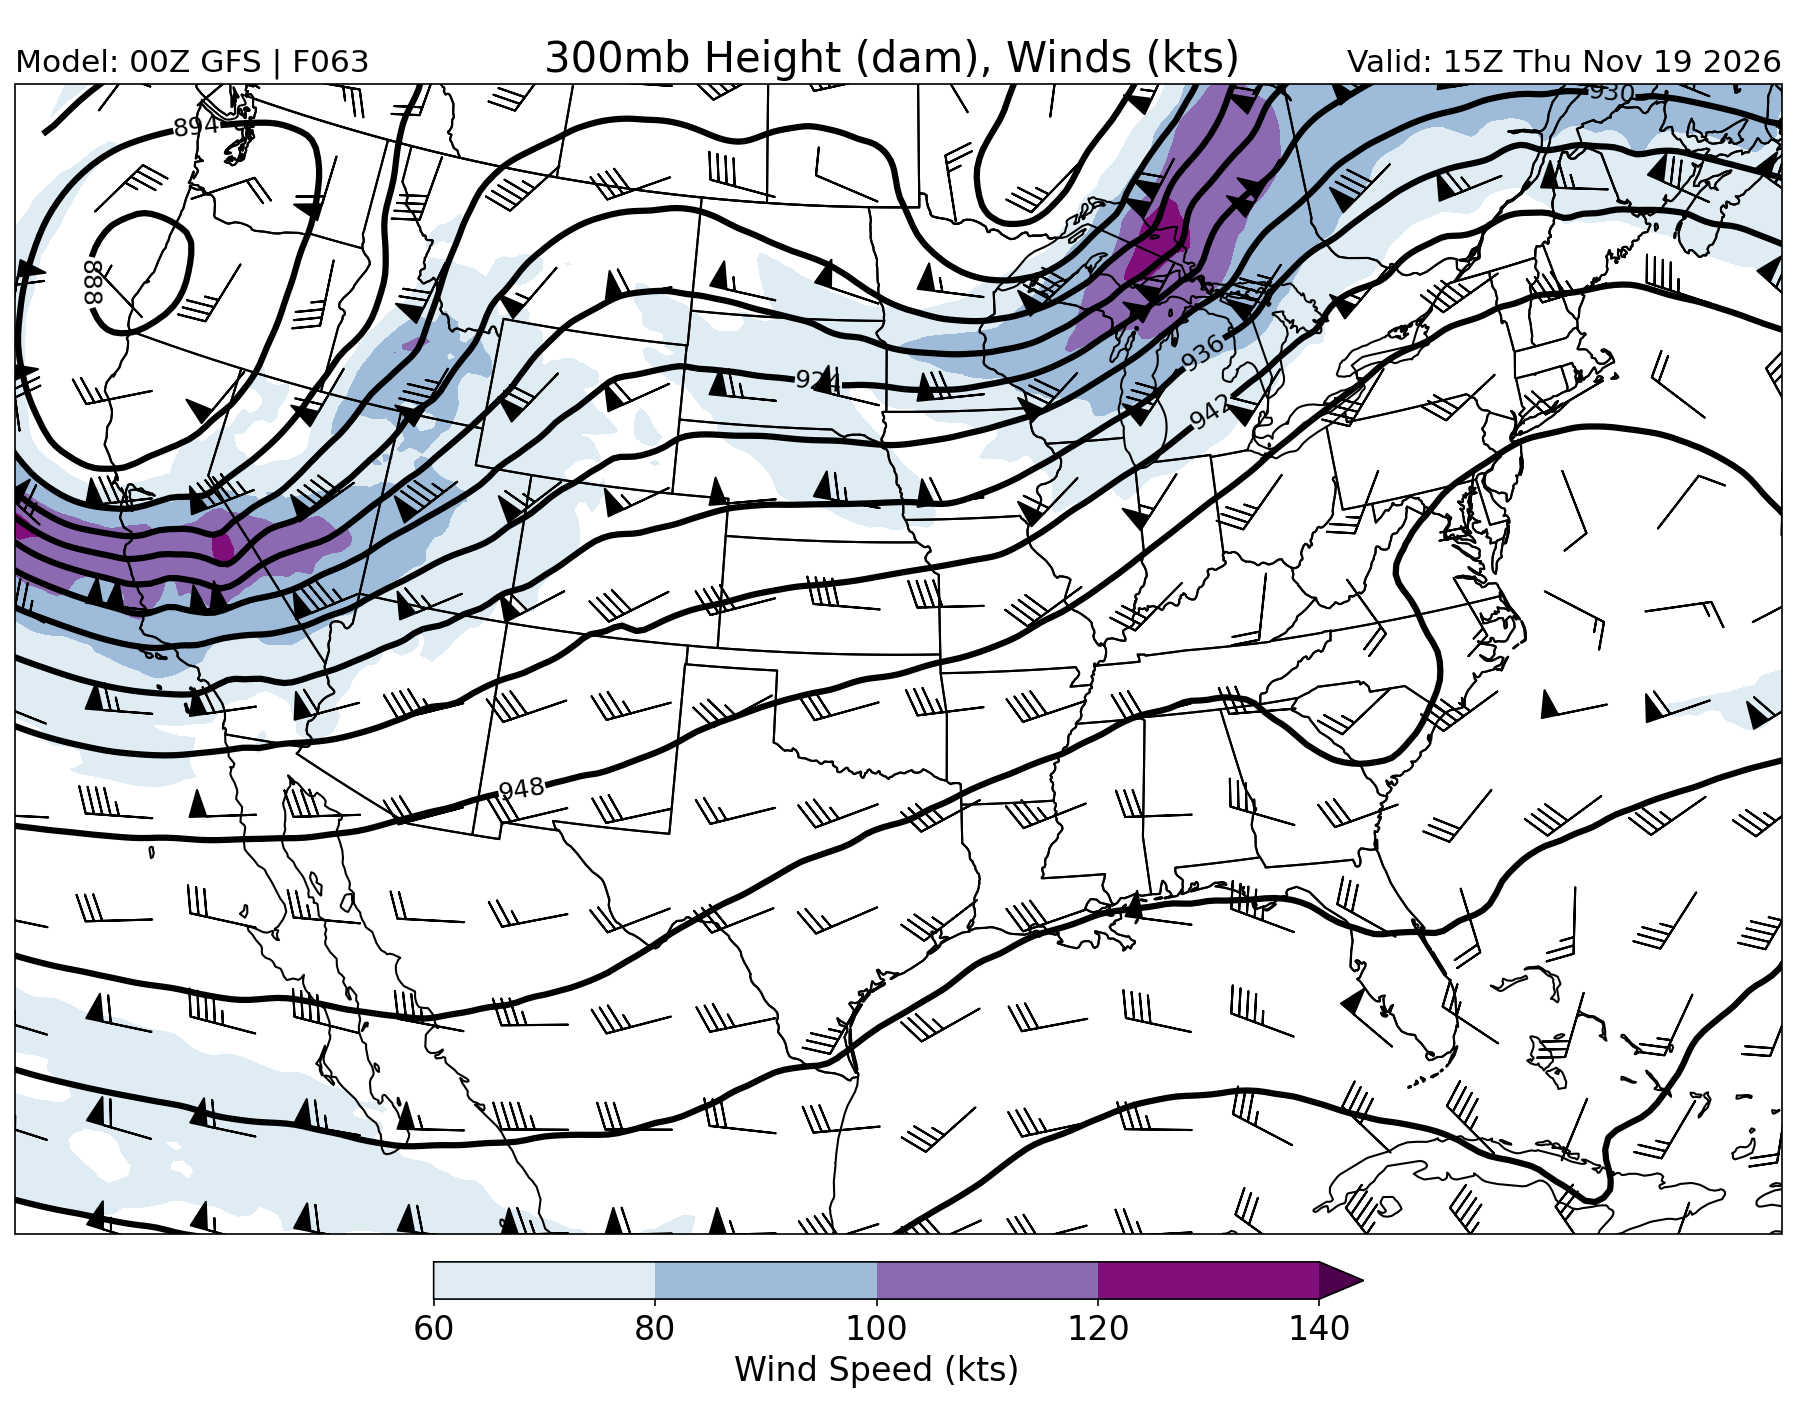 Model: 00Z GFS | F063
300mb Height (dam), Winds (kts)
Valid: 15Z Thu Nov 19 2026
930
894
888
936
924
942
948
60 80 100 120 140
Wind Speed (kts)